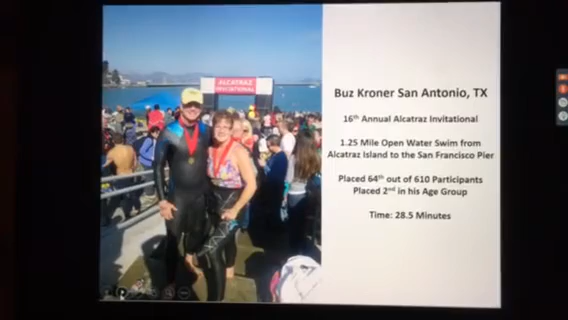 ALCATRAZ
INVITATIONAL
Buz Kroner San Antonio, TX
16th Annual Alcatraz Invitational
1.25 Mile Open Water Swim from
Alcatraz Island to the San Francisco Pier
Placed 64th out of 610 Participants
Placed 2nd in his Age Group
Time: 28.5 Minutes